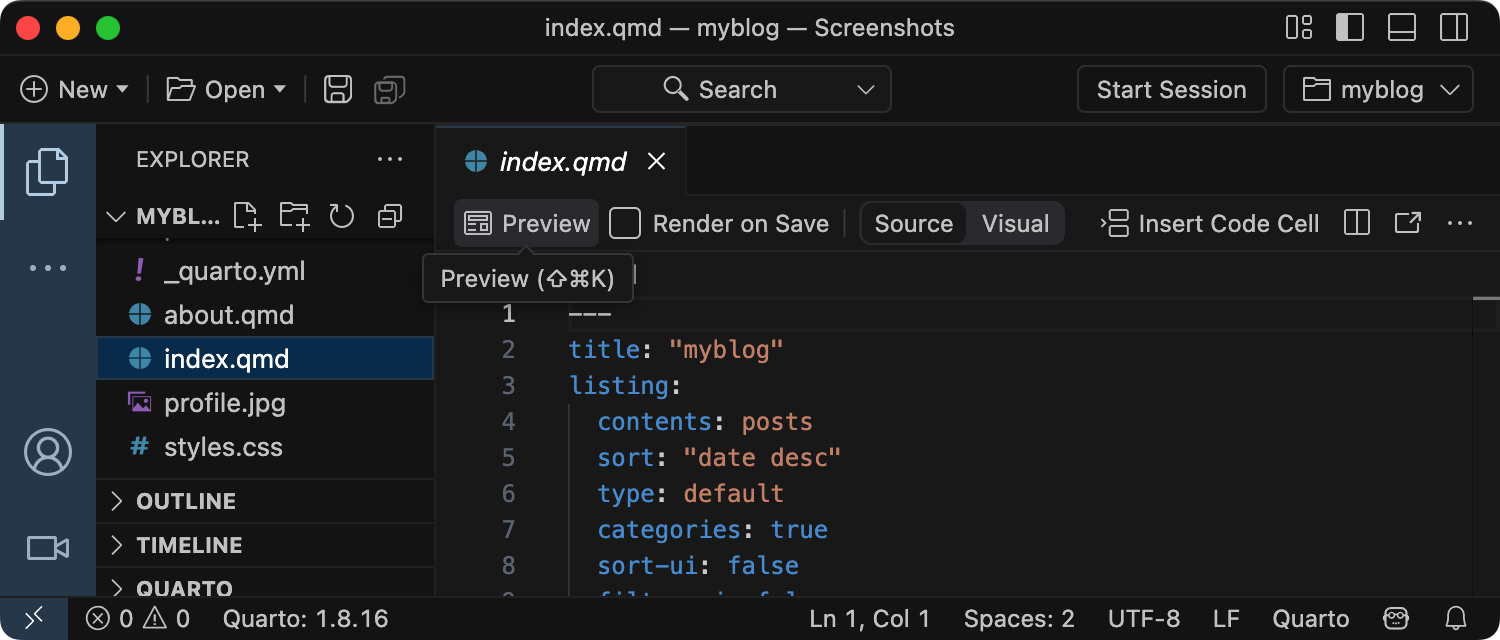 index.qmd — myblog — Screenshots
New Open Search Start Session myblog
EXPLORER
MYBL...
_quarto.yml
about.qmd
index.qmd
profile.jpg
styles.css
OUTLINE
TIMELINE
QUARTO
index.qmd
Preview Render on Save Source Visual Insert Code Cell
Preview (⇧⌘K)
1 ---
2 title: "myblog"
3 listing:
4 contents: posts
5 sort: "date desc"
6 type: default
7 categories: true
8 sort-ui: false
0 0 Quarto: 1.8.16 Ln 1, Col 1 Spaces: 2 UTF-8 LF Quarto